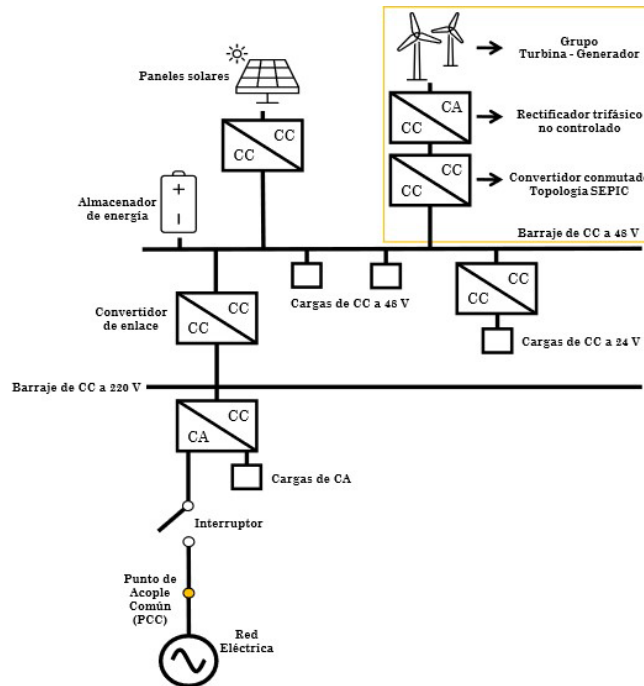 Paneles solares
Grupo
Turbina - Generador
CA
CC
Rectificador trifásico
no controlado
CC
CC
CC
CC
Convertidor conmutado
Topología SEPIC
+
−
Almacenador
de energía
Barraje de CC a 48 V
CC
CC
Convertidor
de enlace
Cargas de CC a 48 V
CC
CC
Cargas de CC a 24 V
Barraje de CC a 220 V
CC
CA
Cargas de CA
Interruptor
Punto de
Acople
Común
(PCC)
Red
Eléctrica